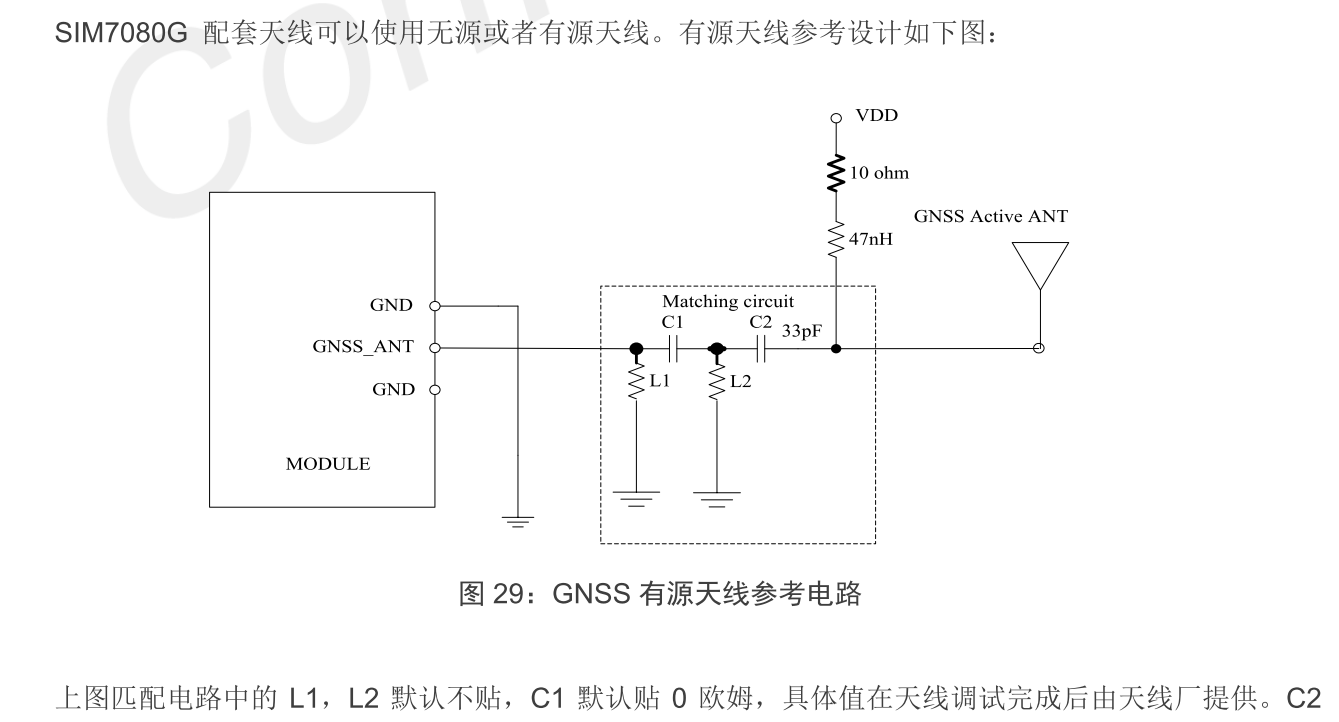 SIM7080G 配套天线可以使用无源或者有源天线。有源天线参考设计如下图：
VDD
10 ohm
GNSS Active ANT
47nH
Matching circuit
GND
C1
C2
33pF
GNSS_ANT
L1
L2
GND
MODULE
图 29：GNSS 有源天线参考电路
上图匹配电路中的 L1，L2 默认不贴，C1 默认贴 0 欧姆，具体值在天线调试完成后由天线厂提供。C2